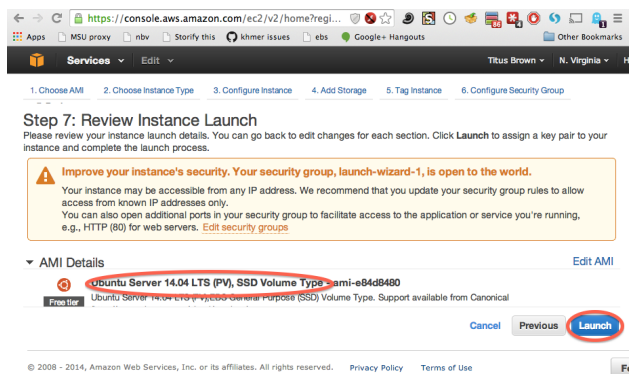 https://console.aws.amazon.com/ec2/v2/home?regi...
Apps MSU proxy nbv Storify this khmer issues ebs Google+ Hangouts Other Bookmarks
Services Edit Titus Brown N. Virginia
1. Choose AMI 2. Choose Instance Type 3. Configure Instance 4. Add Storage 5. Tag Instance 6. Configure Security Group
Step 7: Review Instance Launch
Please review your instance launch details. You can go back to edit changes for each section. Click Launch to assign a key pair to your
instance and complete the launch process.
Improve your instance's security. Your security group, launch-wizard-1, is open to the world.
Your instance may be accessible from any IP address. We recommend that you update your security group rules to allow
access from known IP addresses only.
You can also open additional ports in your security group to facilitate access to the application or service you're running,
e.g., HTTP (80) for web servers. Edit security groups
AMI Details Edit AMI
Ubuntu Server 14.04 LTS (PV), SSD Volume Type - ami-e84d8480
Free tier Ubuntu Server 14.04 LTS (PV),EBS General Purpose (SSD) Volume Type. Support available from Canonical
Cancel Previous Launch
© 2008 - 2014, Amazon Web Services, Inc. or its affiliates. All rights reserved. Privacy Policy Terms of Use